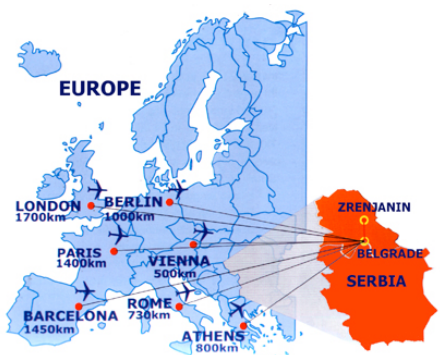 EUROPE
LONDON
1700km
BERLIN
1000km
ZRENJANIN
PARIS
1400km
VIENNA
500km
BELGRADE
SERBIA
BARCELONA
1450km
ROME
730km
ATHENS
800km